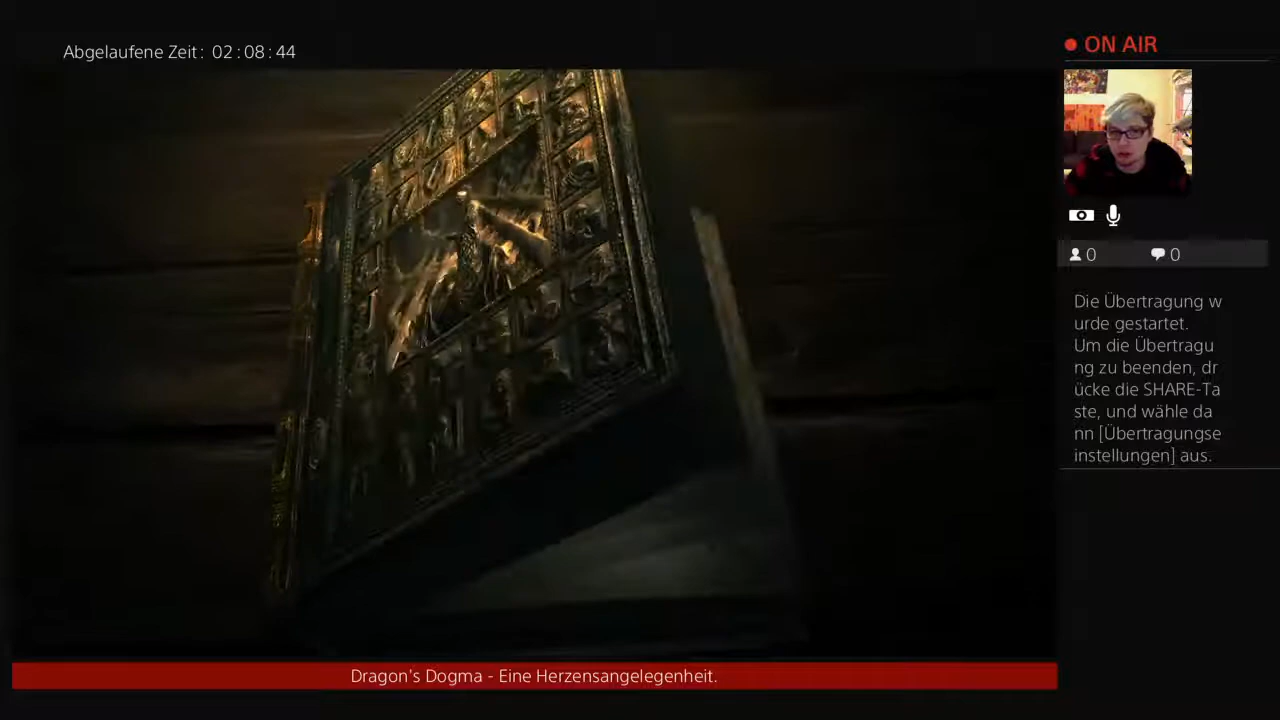 Abgelaufene Zeit: 02:08:44
ON AIR
0 0
Die Übertragung w
urde gestartet.
Um die Übertragu
ng zu beenden, dr
ücke die SHARE-Ta
ste, und wähle da
nn [Übertragungse
instellungen] aus.
Dragon's Dogma - Eine Herzensangelegenheit.